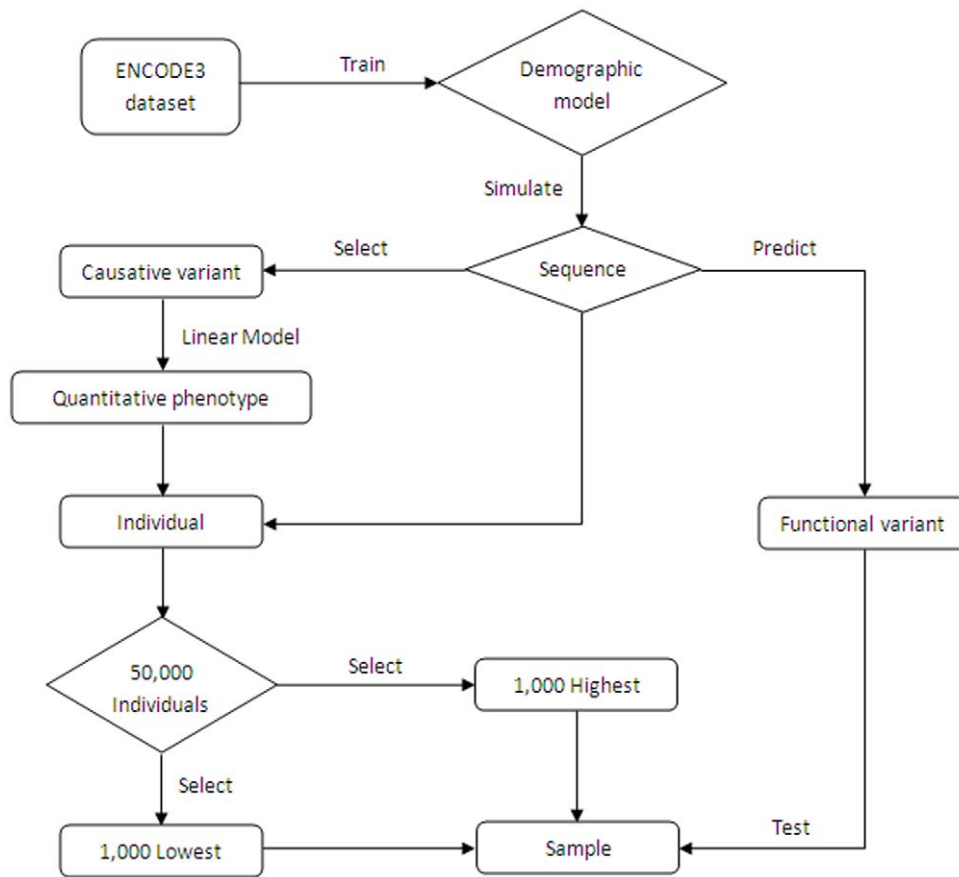 ENCODE3
dataset
Train
Demographic
model
Simulate
Select
Predict
Causative variant
Sequence
Linear Model
Quantitative phenotype
Individual
Functional variant
50,000
Individuals
Select
1,000 Highest
Select
1,000 Lowest
Sample
Test